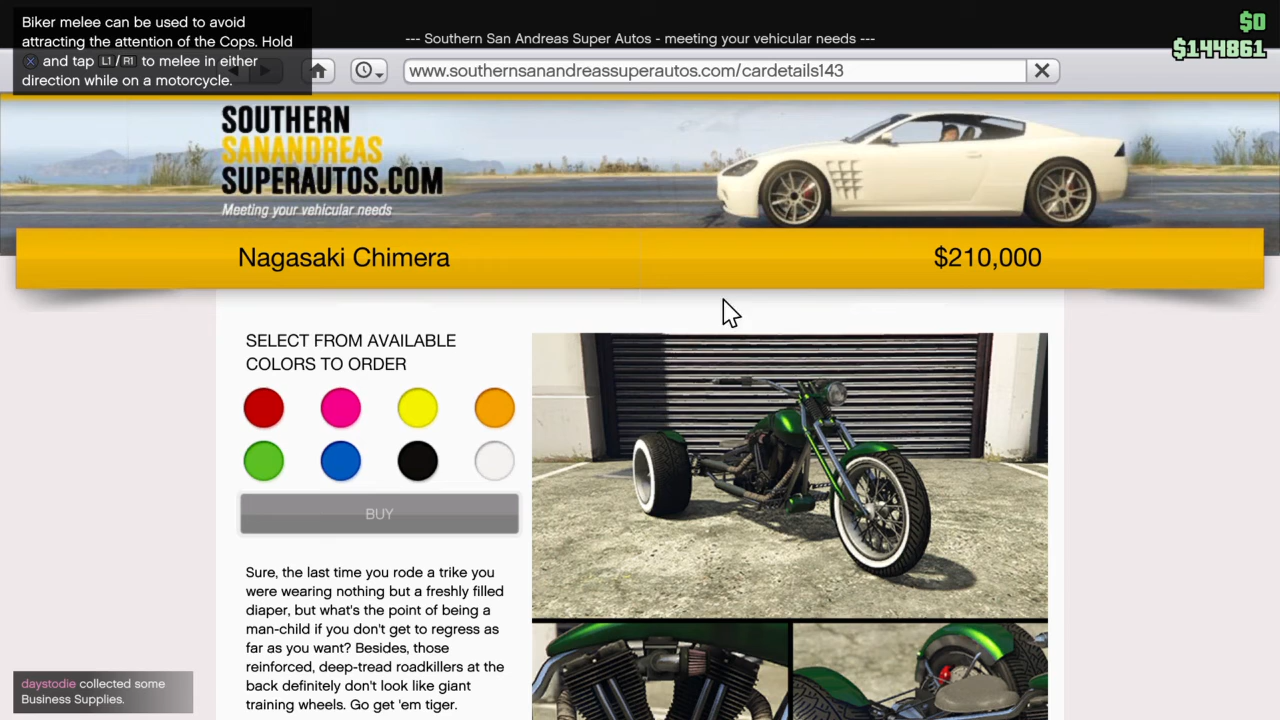 Biker melee can be used to avoid
attracting the attention of the Cops. Hold
and tap L1 / R1 to melee in either
direction while on a motorcycle.
$0
$144861
--- Southern San Andreas Super Autos - meeting your vehicular needs ---
www.southernsanandreassuperautos.com/cardetails143
SOUTHERN
SANANDREAS
SUPERAUTOS.COM
Meeting your vehicular needs
Nagasaki Chimera
$210,000
SELECT FROM AVAILABLE
COLORS TO ORDER
BUY
Sure, the last time you rode a trike you
were wearing nothing but a freshly filled
diaper, but what's the point of being a
man-child if you don't get to regress as
far as you want? Besides, those
reinforced, deep-tread roadkillers at the
back definitely don't look like giant
training wheels. Go get 'em tiger.
daystodie collected some
Business Supplies.